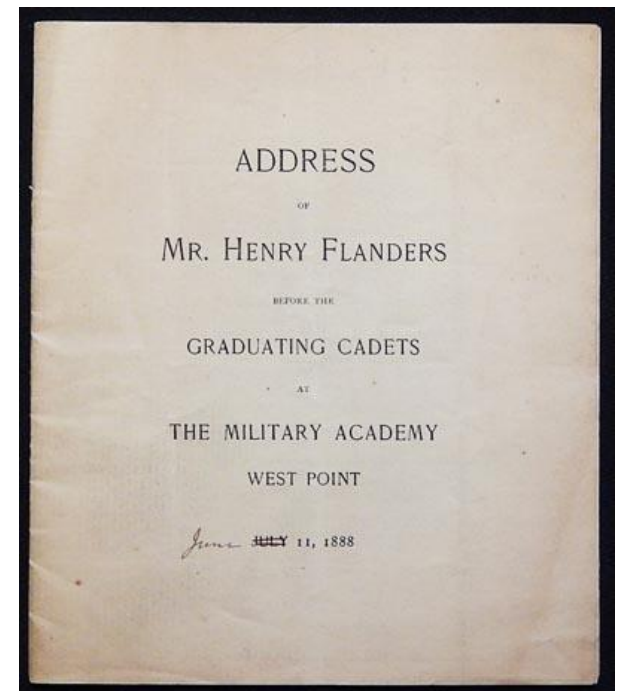 ADDRESS
OF
MR. HENRY FLANDERS
BEFORE THE
GRADUATING CADETS
AT
THE MILITARY ACADEMY
WEST POINT
June JULY 11, 1888